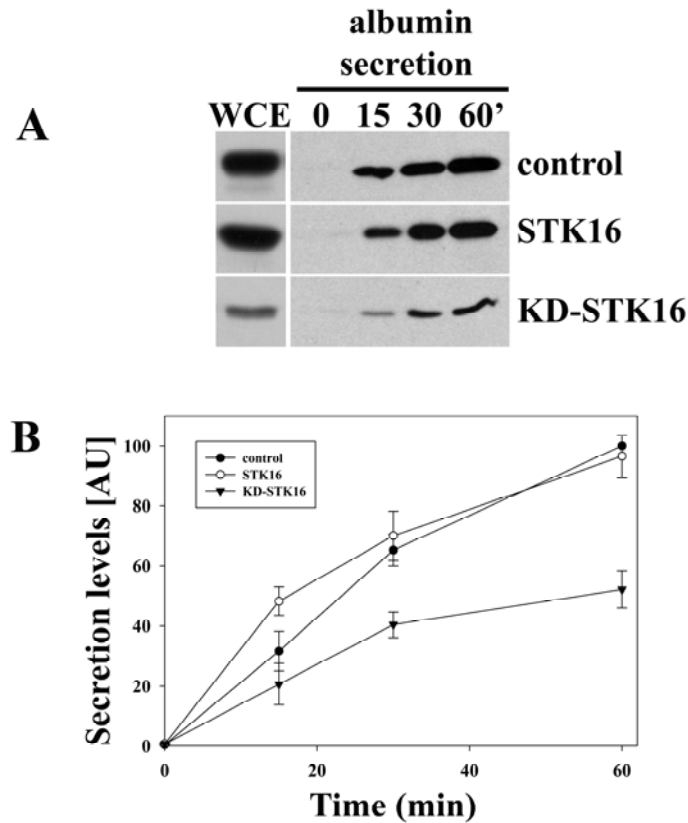 albumin
secretion
A
WCE 0 15 30 60'
control
STK16
KD-STK16
B
Secretion levels [AU]
100
80
60
40
20
0
control
STK16
KD-STK16
0 20 40 60
Time (min)